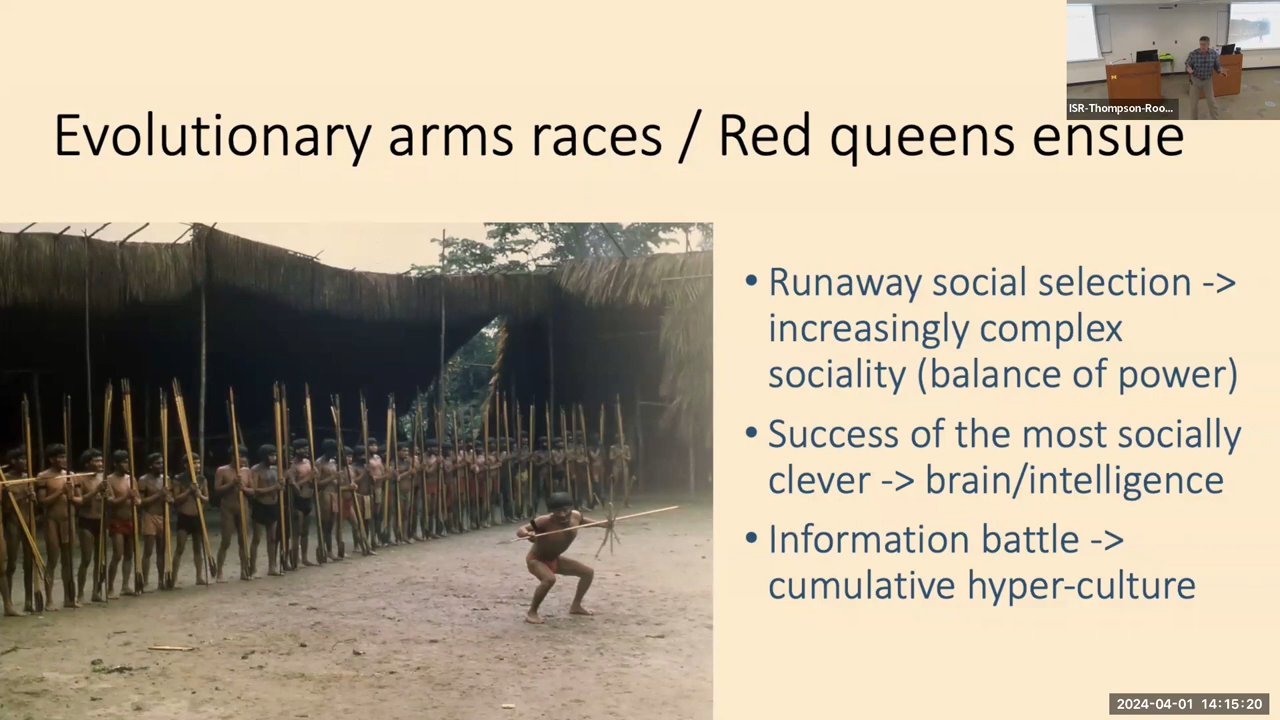 ISR-Thompson-Roo...
Evolutionary arms races / Red queens ensue
• Runaway social selection ->
increasingly complex
sociality (balance of power)
• Success of the most socially
clever -> brain/intelligence
• Information battle ->
cumulative hyper-culture
2024-04-01 14:15:20